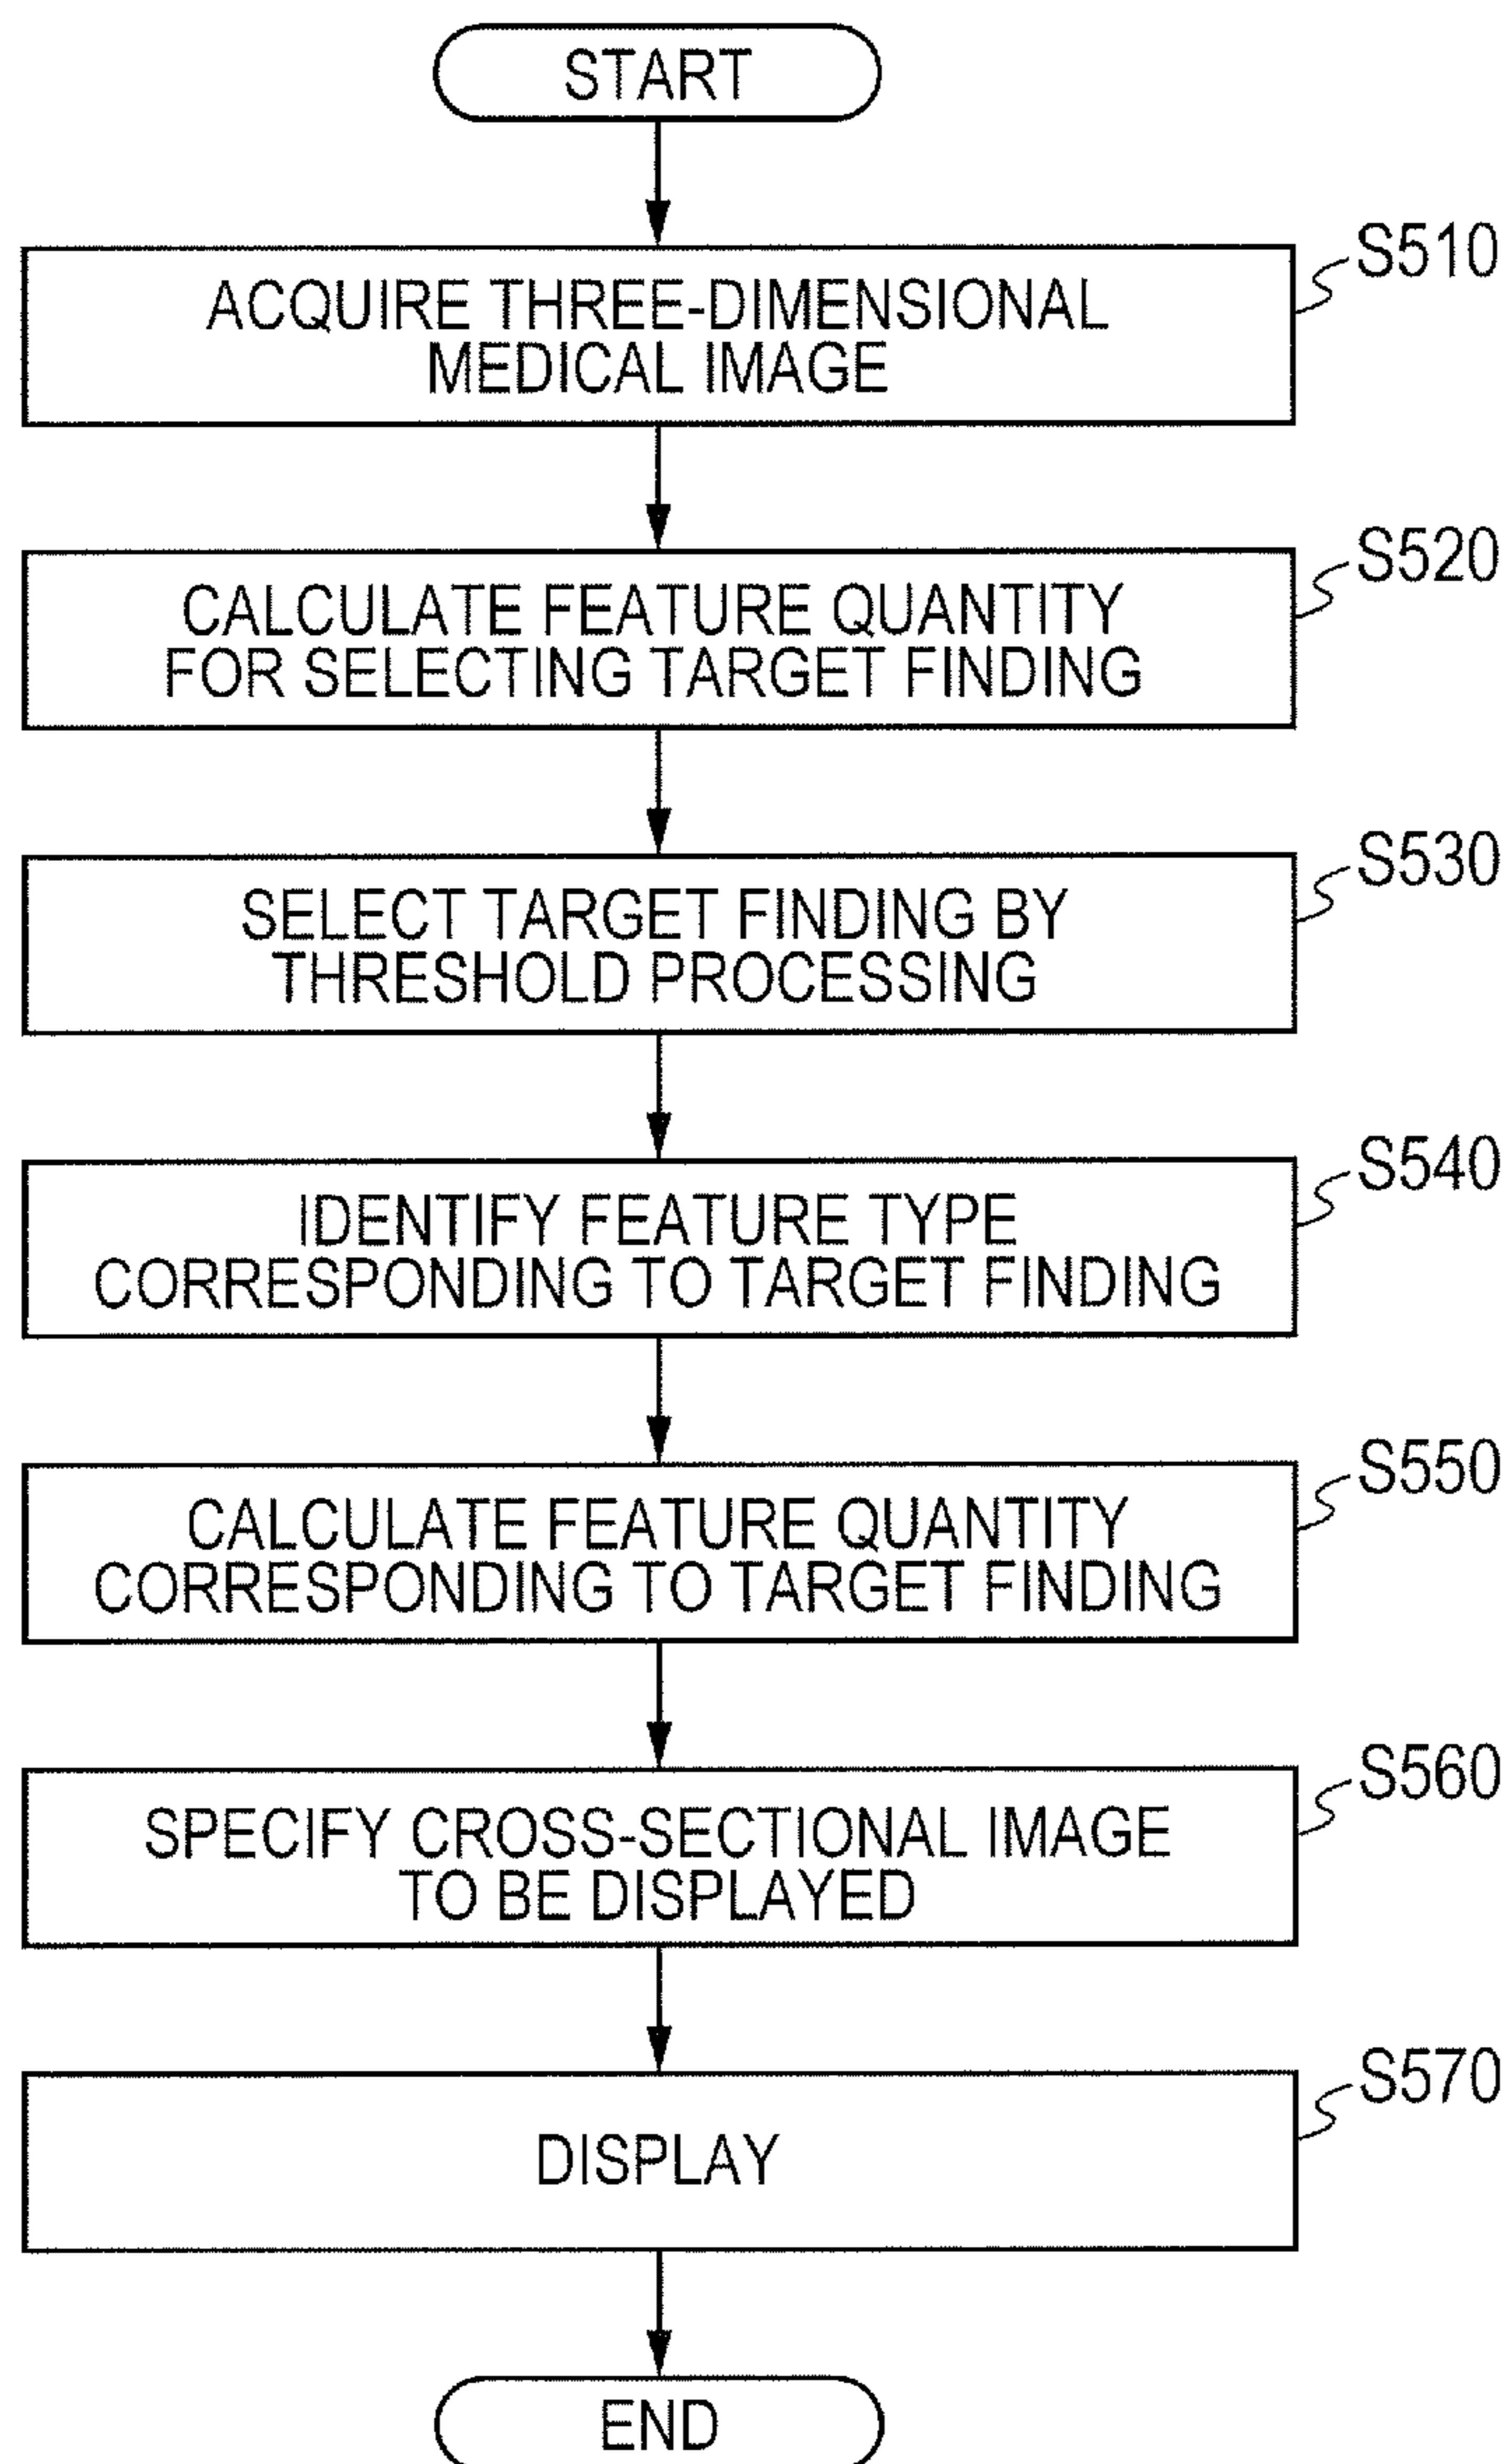 START
S510
ACQUIRE THREE-DIMENSIONAL
MEDICAL IMAGE
S520
CALCULATE FEATURE QUANTITY
FOR SELECTING TARGET FINDING
S530
SELECT TARGET FINDING BY
THRESHOLD PROCESSING
S540
IDENTIFY FEATURE TYPE
CORRESPONDING TO TARGET FINDING
S550
CALCULATE FEATURE QUANTITY
CORRESPONDING TO TARGET FINDING
S560
SPECIFY CROSS-SECTIONAL IMAGE
TO BE DISPLAYED
S570
DISPLAY
END